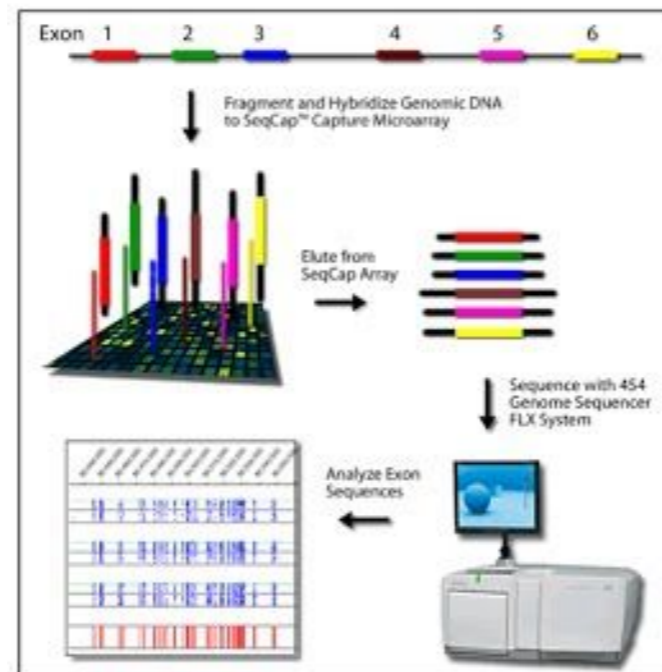 Exon 1 2 3 4 5 6
Fragment and Hybridize Genomic DNA
to SeqCap™ Capture Microarray
Elute from
SeqCap Array
Sequence with 454
Genome Sequencer
FLX System
Analyze Exon
Sequences